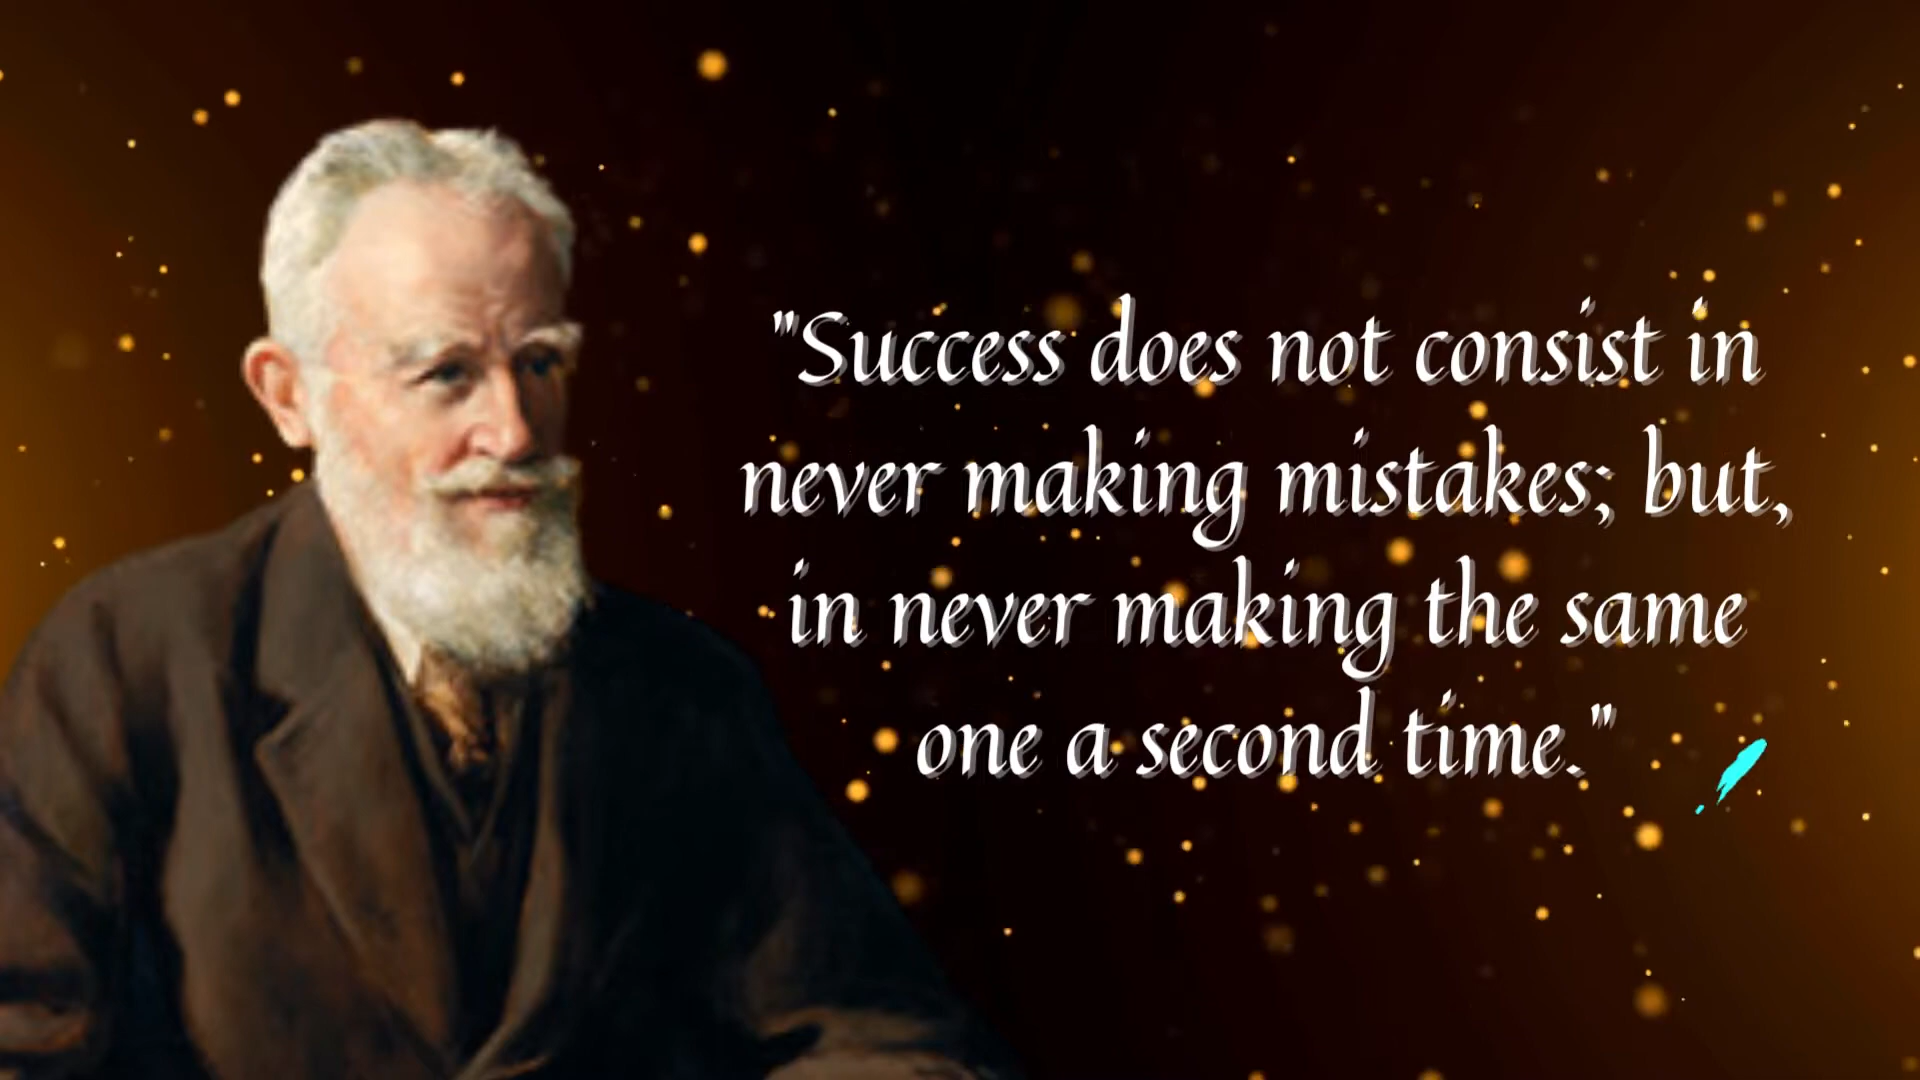 "Success does not consist in
never making mistakes; but,
in never making the same
one a second time."